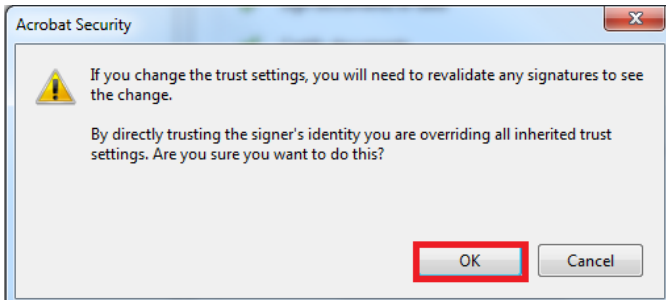 Acrobat Security
If you change the trust settings, you will need to revalidate any signatures to see
the change.
By directly trusting the signer's identity you are overriding all inherited trust
settings. Are you sure you want to do this?
OK
Cancel